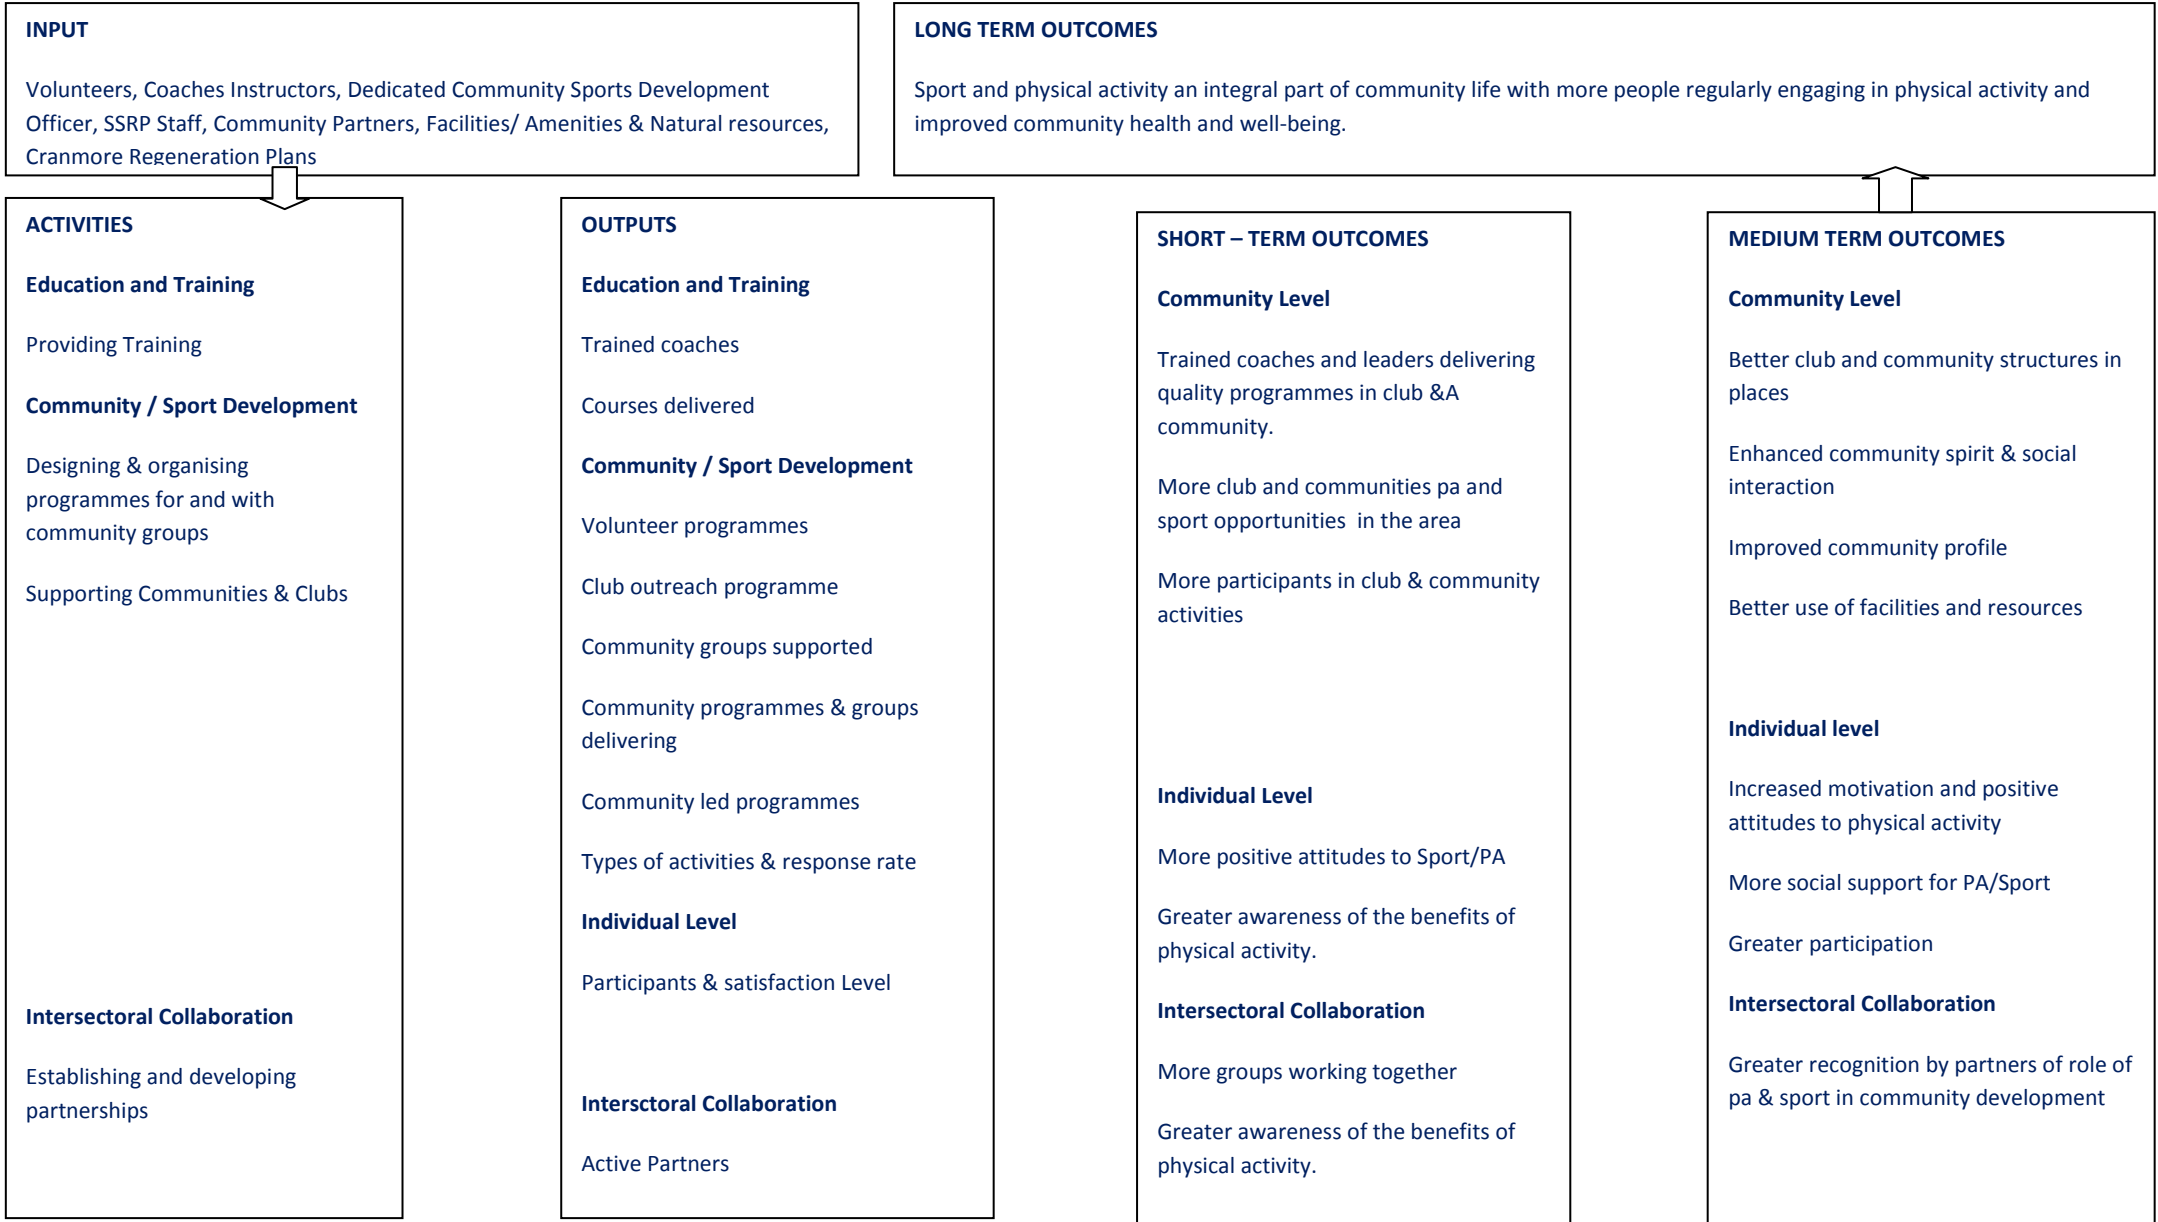 INPUT
Volunteers, Coaches Instructors, Dedicated Community Sports Development
Officer, SSRP Staff, Community Partners, Facilities/ Amenities & Natural resources,
Cranmore Regeneration Plans
LONG TERM OUTCOMES
Sport and physical activity an integral part of community life with more people regularly engaging in physical activity and
improved community health and well-being.
ACTIVITIES
Education and Training
Providing Training
Community / Sport Development
Designing & organising
programmes for and with
community groups
Supporting Communities & Clubs
Intersectoral Collaboration
Establishing and developing
partnerships
OUTPUTS
Education and Training
Trained coaches
Courses delivered
Community / Sport Development
Volunteer programmes
Club outreach programme
Community groups supported
Community programmes & groups
delivering
Community led programmes
Types of activities & response rate
Individual Level
Participants & satisfaction Level
Intersctoral Collaboration
Active Partners
SHORT – TERM OUTCOMES
Community Level
Trained coaches and leaders delivering
quality programmes in club &A
community.
More club and communities pa and
sport opportunities  in the area
More participants in club & community
activities
Individual Level
More positive attitudes to Sport/PA
Greater awareness of the benefits of
physical activity.
Intersectoral Collaboration
More groups working together
Greater awareness of the benefits of
physical activity.
MEDIUM TERM OUTCOMES
Community Level
Better club and community structures in
places
Enhanced community spirit & social
interaction
Improved community profile
Better use of facilities and resources
Individual level
Increased motivation and positive
attitudes to physical activity
More social support for PA/Sport
Greater participation
Intersectoral Collaboration
Greater recognition by partners of role of
pa & sport in community development